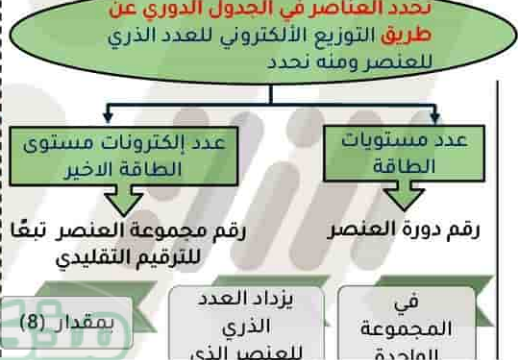 نحدد العناصر في الجدول الدوري عن
طريق التوزيع الألكتروني للعدد الذري
للعنصر ومنه نحدد
عدد مستويات
الطاقة
عدد إلكترونات مستوى
الطاقة الاخير
رقم دورة العنصر
رقم مجموعة العنصر تبعًا
للترقيم التقليدي
في
المجموعة
الواحدة
يزداد العدد
الذري
للعنصر الذي
بمقدار (8)